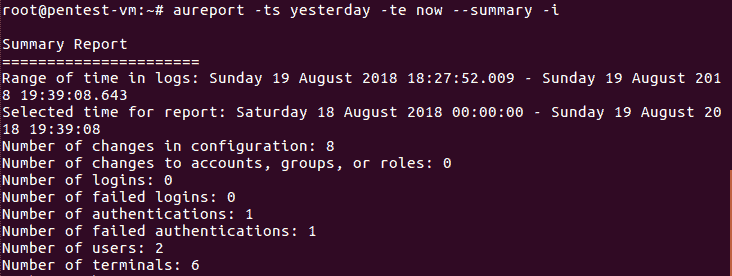 root@pentest-vm:~# aureport -ts yesterday -te now --summary -i
Summary Report
======================
Range of time in logs: Sunday 19 August 2018 18:27:52.009 - Sunday 19 August 201
8 19:39:08.643
Selected time for report: Saturday 18 August 2018 00:00:00 - Sunday 19 August 20
18 19:39:08
Number of changes in configuration: 8
Number of changes to accounts, groups, or roles: 0
Number of logins: 0
Number of failed logins: 0
Number of authentications: 1
Number of failed authentications: 1
Number of users: 2
Number of terminals: 6